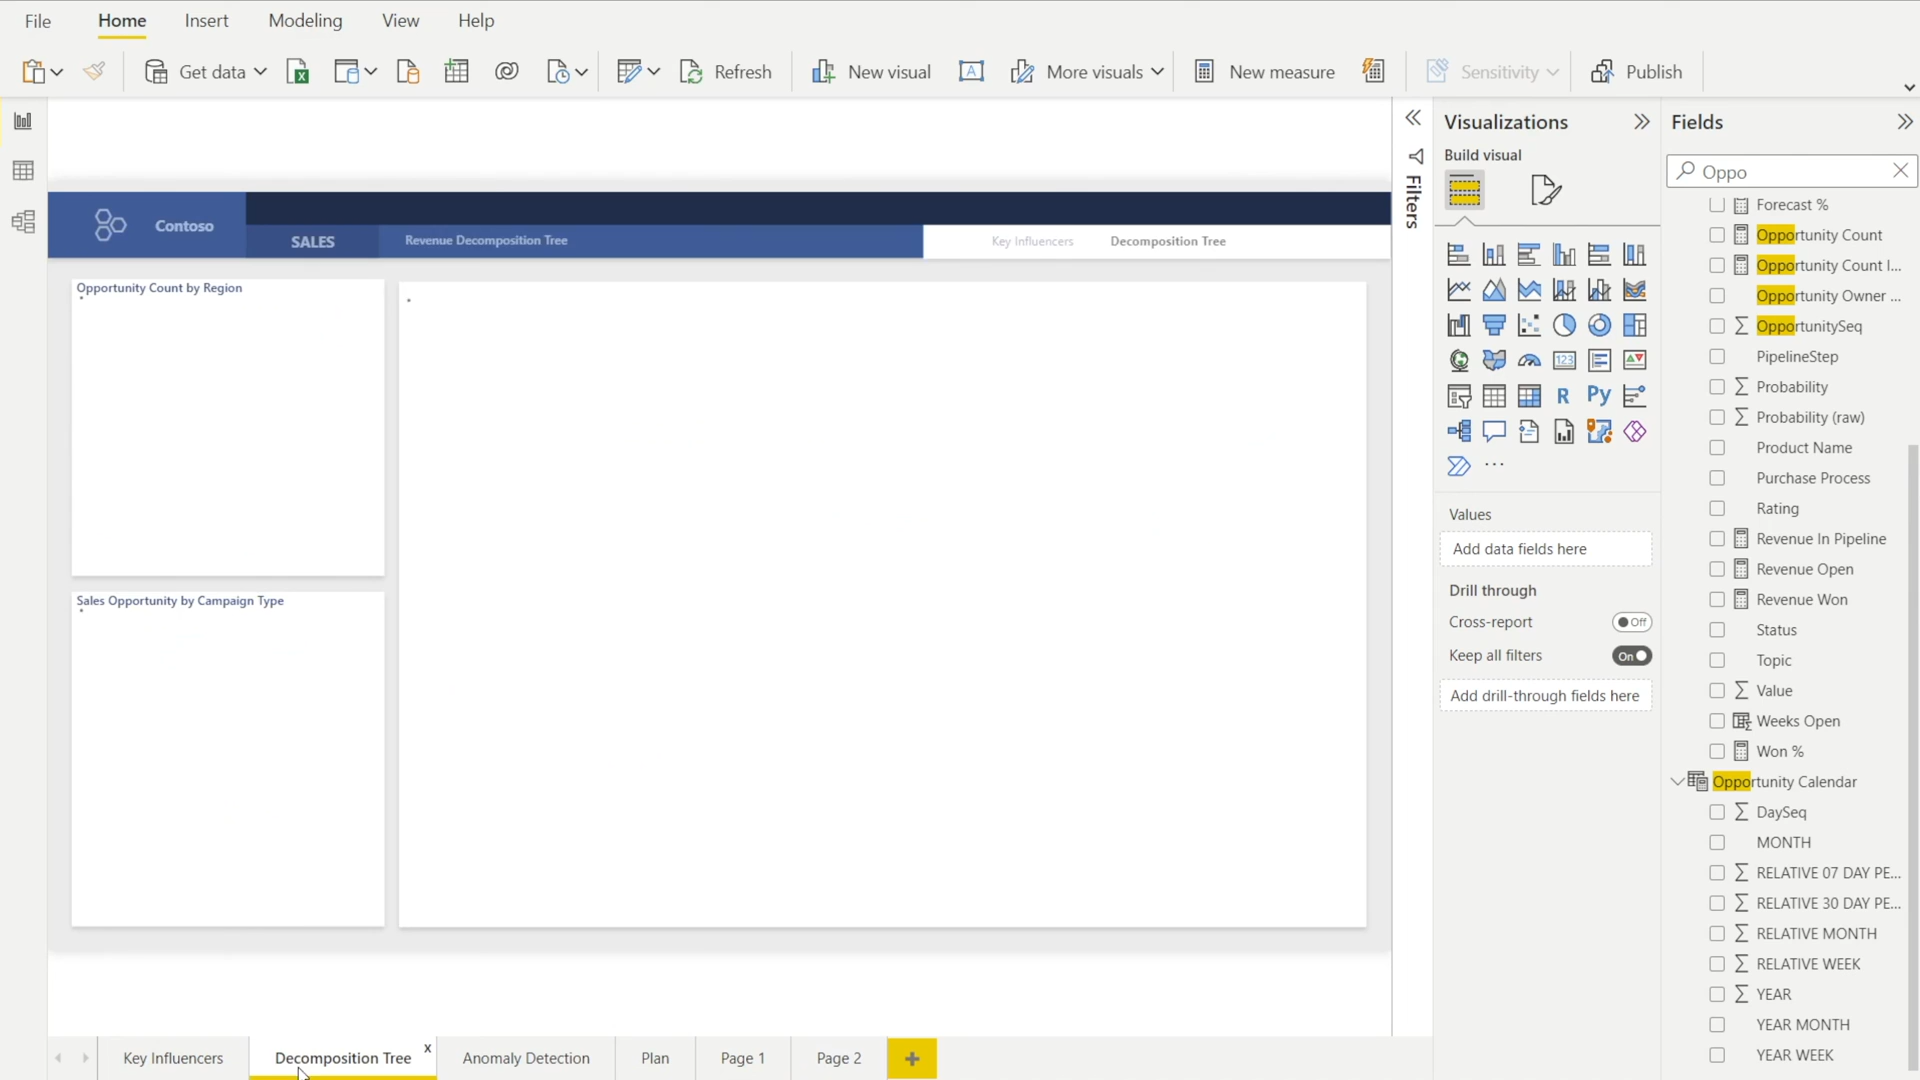 File Home Insert Modeling View Help
Get data Refresh New visual More visuals New measure Sensitivity Publish
Contoso
SALES
Revenue Decomposition Tree
Key Influencers Decomposition Tree
Opportunity Count by Region
Sales Opportunity by Campaign Type
Key Influencers Decomposition Tree x Anomaly Detection Plan Page 1 Page 2 +
Filters
Visualizations
Build visual
123
R Py
...
Values
Add data fields here
Drill through
Cross-report Off
Keep all filters On
Add drill-through fields here
Fields
Oppo
Forecast %
Opportunity Count
Opportunity Count I...
Opportunity Owner ...
OpportunitySeq
PipelineStep
Probability
Probability (raw)
Product Name
Purchase Process
Rating
Revenue In Pipeline
Revenue Open
Revenue Won
Status
Topic
Value
Weeks Open
Won %
Opportunity Calendar
DaySeq
MONTH
RELATIVE 07 DAY PE...
RELATIVE 30 DAY PE...
RELATIVE MONTH
RELATIVE WEEK
YEAR
YEAR MONTH
YEAR WEEK